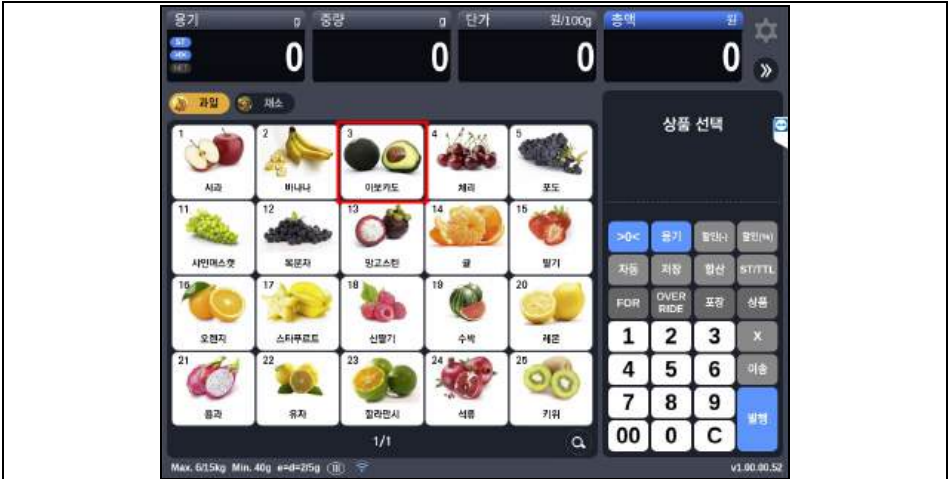 용기 g 중량 g 단가 원/100g 총액 원
ST
>0<
NET
0 0 0 0
과일 채소
상품 선택
1 2 3 4 5
사과 바나나 아보카도 체리 포도
11 12 13 14 15
샤인머스캣 복분자 망고스틴 귤 딸기
>0< 용기 할인(-) 할인(%)
자동 저장 합산 ST/TTL
16 17 18 19 20
오렌지 스타푸르트 산딸기 수박 레몬
FOR OVER RIDE 포장 상품
1 2 3 X
21 22 23 24 25
용과 유자 깔라만시 석류 키위
4 5 6 이송
7 8 9 발행
00 0 C
1/1
Max. 6/15kg Min. 40g e=d=2/5g III v1.00.00.52